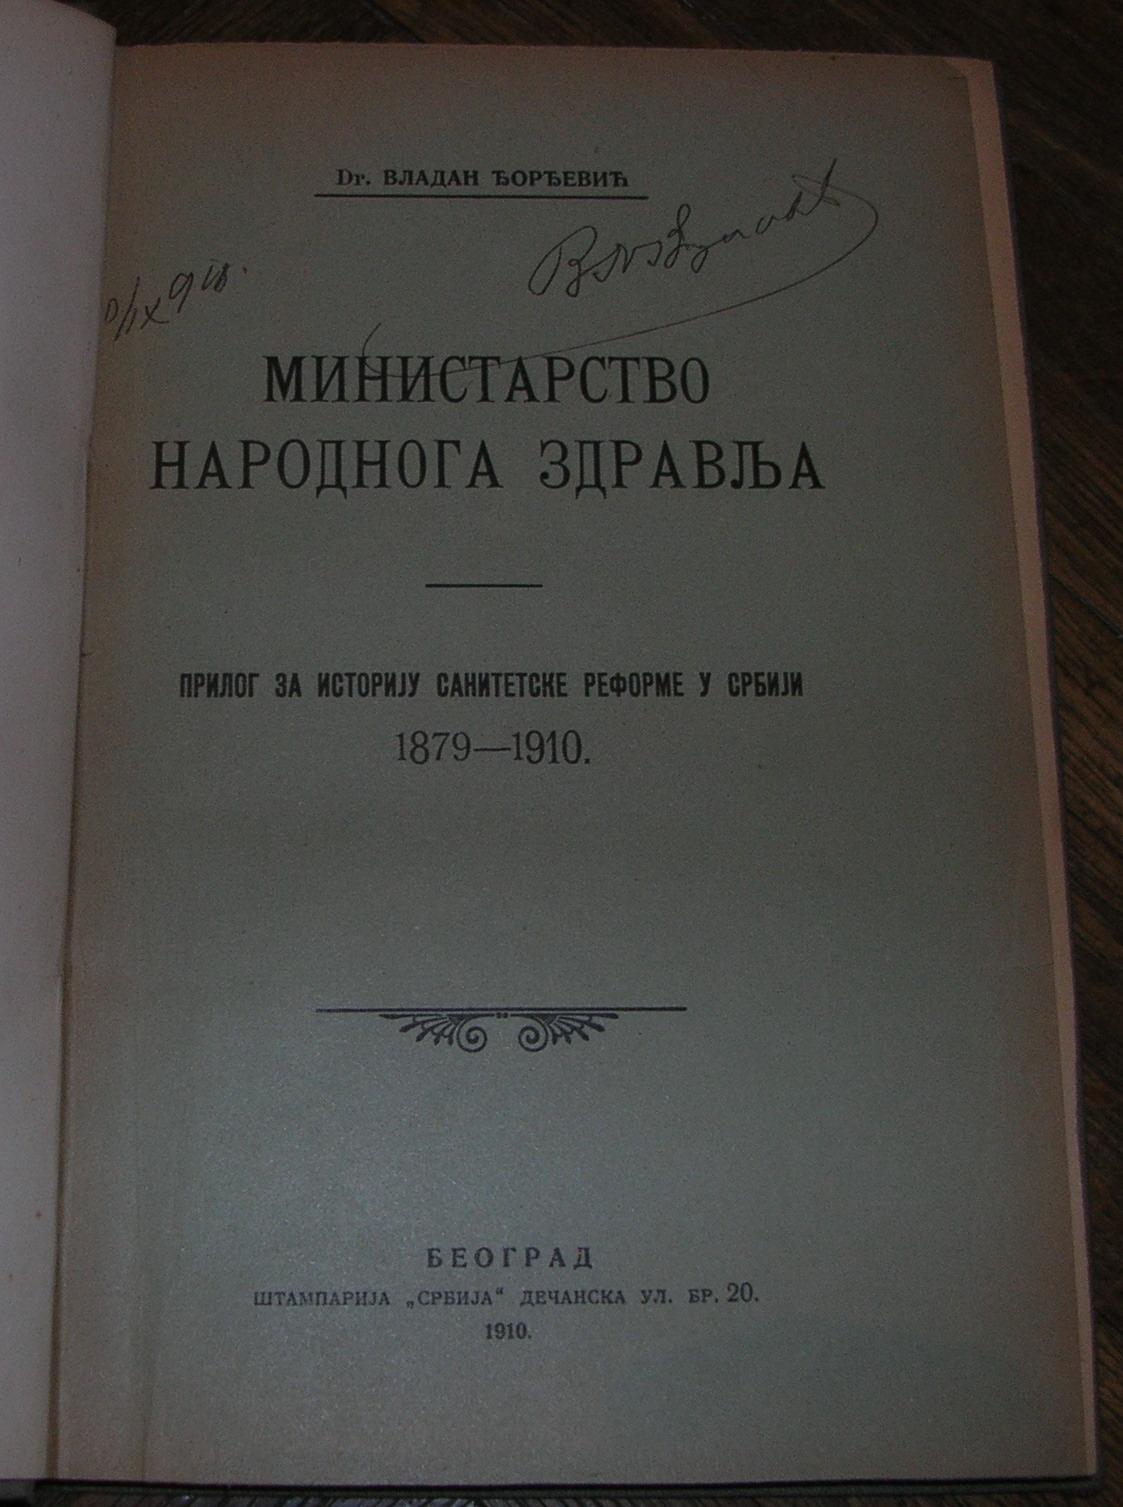 Dr. ВЛАДАН ЂОРЂЕВИЋ
МИНИСТАРСТВО
НАРОДНОГА ЗДРАВЉА
ПРИЛОГ ЗА ИСТОРИЈУ САНИТЕТСКЕ РЕФОРМЕ У СРБИЈИ
1879—1910.
БЕОГРАД
ШТАМПАРИЈА „СРБИЈА“ ДЕЧАНСКА УЛ. БР. 20.
1910.